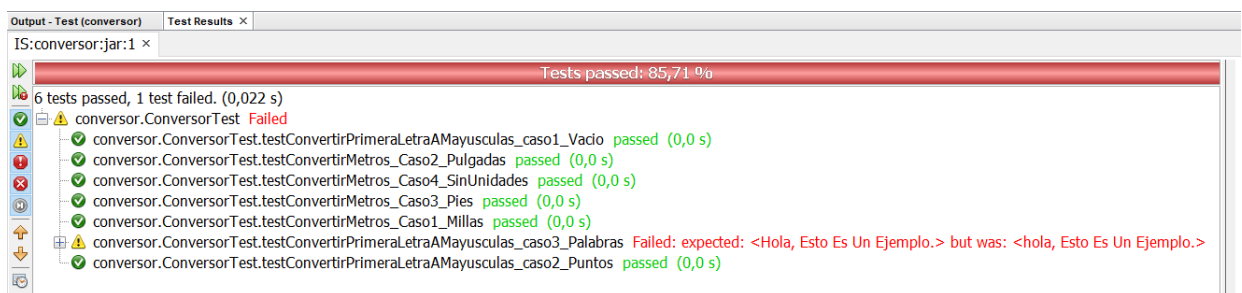 Output - Test (conversor) Test Results ×
IS:conversor:jar:1 ×
Tests passed: 85,71 %
6 tests passed, 1 test failed. (0,022 s)
conversor.ConversorTest Failed
conversor.ConversorTest.testConvertirPrimeraLetraAMayusculas_caso1_Vacio passed (0,0 s)
conversor.ConversorTest.testConvertirMetros_Caso2_Pulgadas passed (0,0 s)
conversor.ConversorTest.testConvertirMetros_Caso4_SinUnidades passed (0,0 s)
conversor.ConversorTest.testConvertirMetros_Caso3_Pies passed (0,0 s)
conversor.ConversorTest.testConvertirMetros_Caso1_Millas passed (0,0 s)
conversor.ConversorTest.testConvertirPrimeraLetraAMayusculas_caso3_Palabras Failed: expected: <Hola, Esto Es Un Ejemplo.> but was: <hola, Esto Es Un Ejemplo.>
conversor.ConversorTest.testConvertirPrimeraLetraAMayusculas_caso2_Puntos passed (0,0 s)